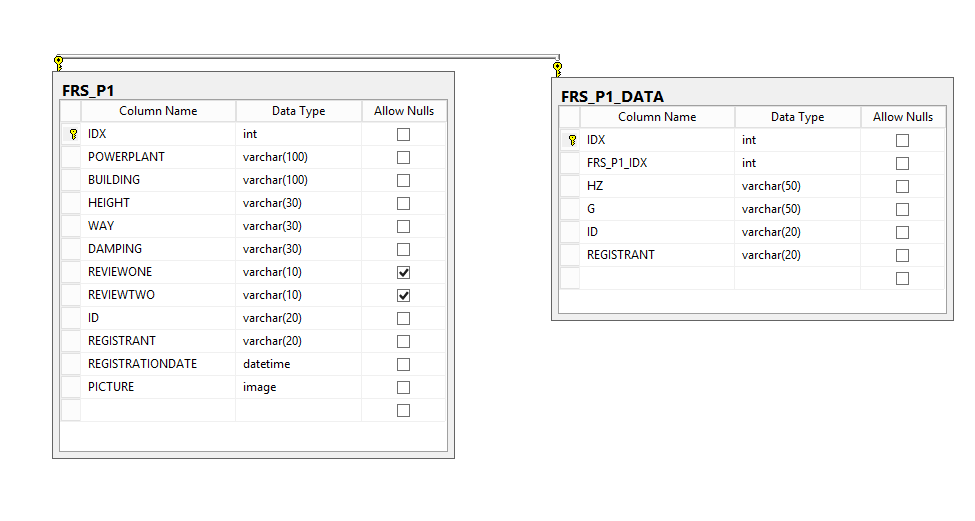 FRS_P1
Column Name Data Type Allow Nulls
IDX int
POWERPLANT varchar(100)
BUILDING varchar(100)
HEIGHT varchar(30)
WAY varchar(30)
DAMPING varchar(30)
REVIEWONE varchar(10)
REVIEWTWO varchar(10)
ID varchar(20)
REGISTRANT varchar(20)
REGISTRATIONDATE datetime
PICTURE image
FRS_P1_DATA
Column Name Data Type Allow Nulls
IDX int
FRS_P1_IDX int
HZ varchar(50)
G varchar(50)
ID varchar(20)
REGISTRANT varchar(20)